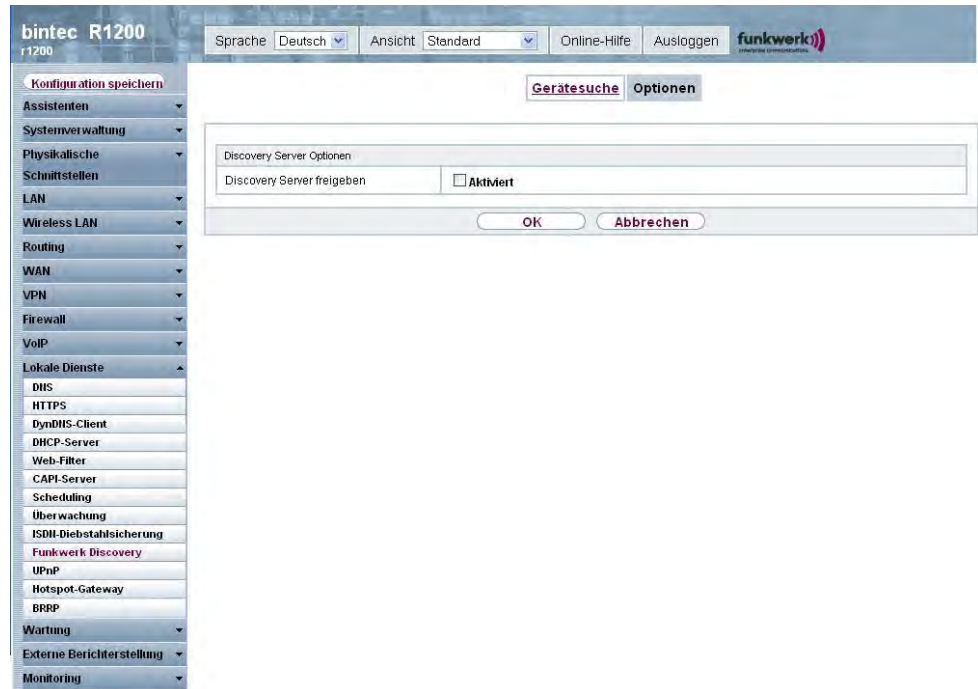 bintec R1200
r1200
Sprache Deutsch Ansicht Standard Online-Hilfe Ausloggen funkwerk
Konfiguration speichern
Assistenten
Systemverwaltung
Physikalische
Schnittstellen
LAN
Wireless LAN
Routing
WAN
VPN
Firewall
VoIP
Lokale Dienste
DNS
HTTPS
DynDNS-Client
DHCP-Server
Web-Filter
CAPI-Server
Scheduling
Überwachung
ISDN-Diebstahlsicherung
Funkwerk Discovery
UPnP
Hotspot-Gateway
BRRP
Wartung
Externe Berichterstellung
Monitoring
Gerätesuche Optionen
Discovery Server Optionen
Discovery Server freigeben Aktiviert
OK Abbrechen